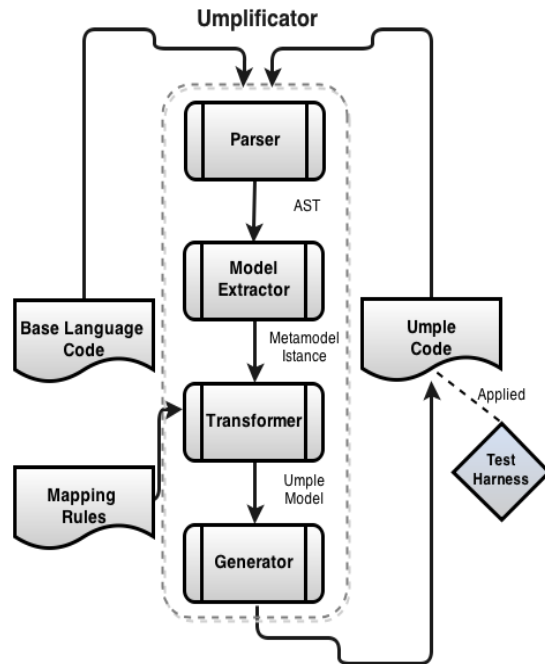 Umplificator
Parser
AST
Model
Extractor
Base Language
Code
Umple
Code
Metamodel
Istance
Applied
Transformer
Test
Harness
Mapping
Rules
Umple
Model
Generator